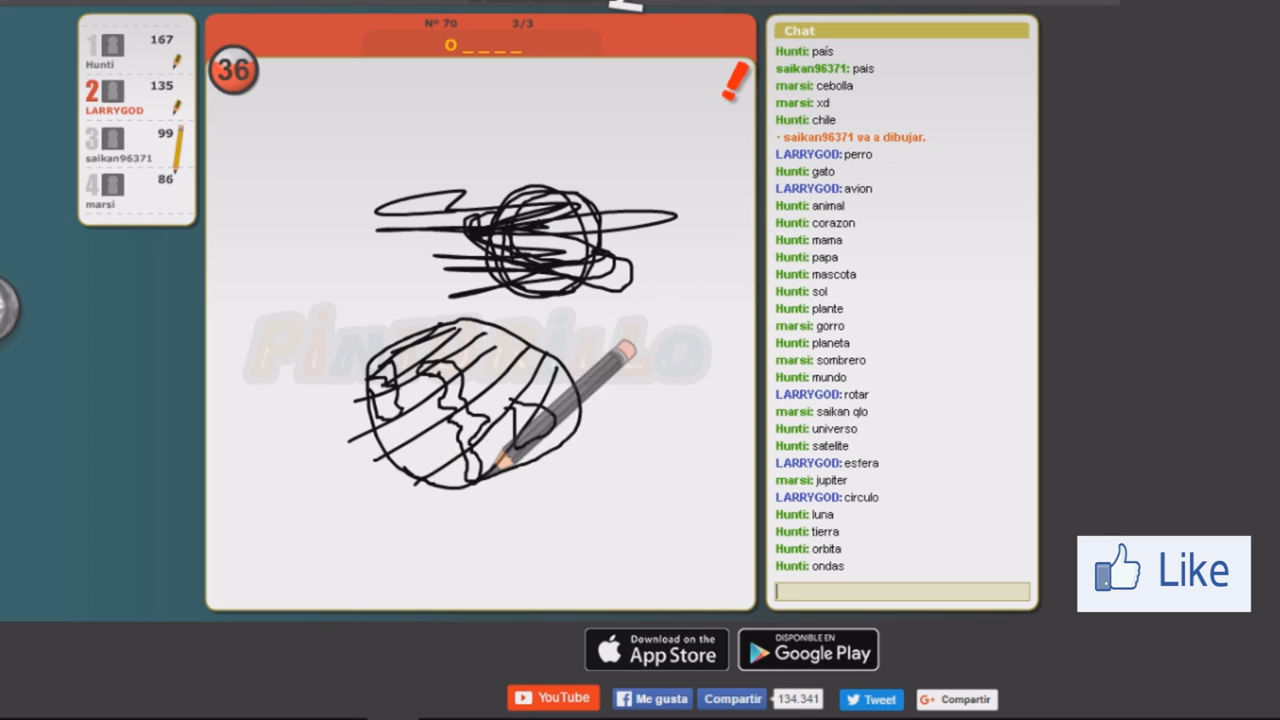 1 167
Hunti
2 135
LARRYGOD
3 99
saikan96371
4 86
marsi
Nº 70 3/3
O _ _ _ _
36
PiNTURiLLO
Chat
Hunti: país
saikan96371: pais
marsi: cebolla
marsi: xd
Hunti: chile
· saikan96371 va a dibujar.
LARRYGOD: perro
Hunti: gato
LARRYGOD: avion
Hunti: animal
Hunti: corazon
Hunti: mama
Hunti: papa
Hunti: mascota
Hunti: sol
Hunti: plante
marsi: gorro
Hunti: planeta
marsi: sombrero
Hunti: mundo
LARRYGOD: rotar
marsi: saikan qlo
Hunti: universo
Hunti: satelite
LARRYGOD: esfera
marsi: jupiter
LARRYGOD: circulo
Hunti: luna
Hunti: tierra
Hunti: orbita
Hunti: ondas
Like
Download on the
App Store
DISPONIBLE EN
Google Play
YouTube
Me gusta
Compartir
134.341
Tweet
G+ Compartir